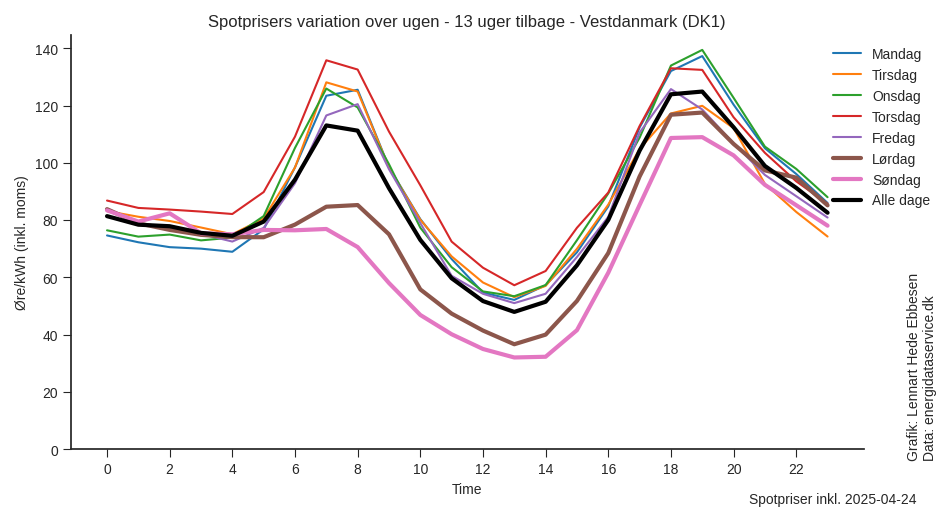 Spotprisers variation over ugen - 13 uger tilbage - Vestdanmark (DK1)
Øre/kWh (inkl. moms)
140
120
100
80
60
40
20
0
0 2 4 6 8 10 12 14 16 18 20 22
Time
Mandag
Tirsdag
Onsdag
Torsdag
Fredag
Lørdag
Søndag
Alle dage
Grafik: Lennart Hede Ebbesen
Data: energidataservice.dk
Spotpriser inkl. 2025-04-24